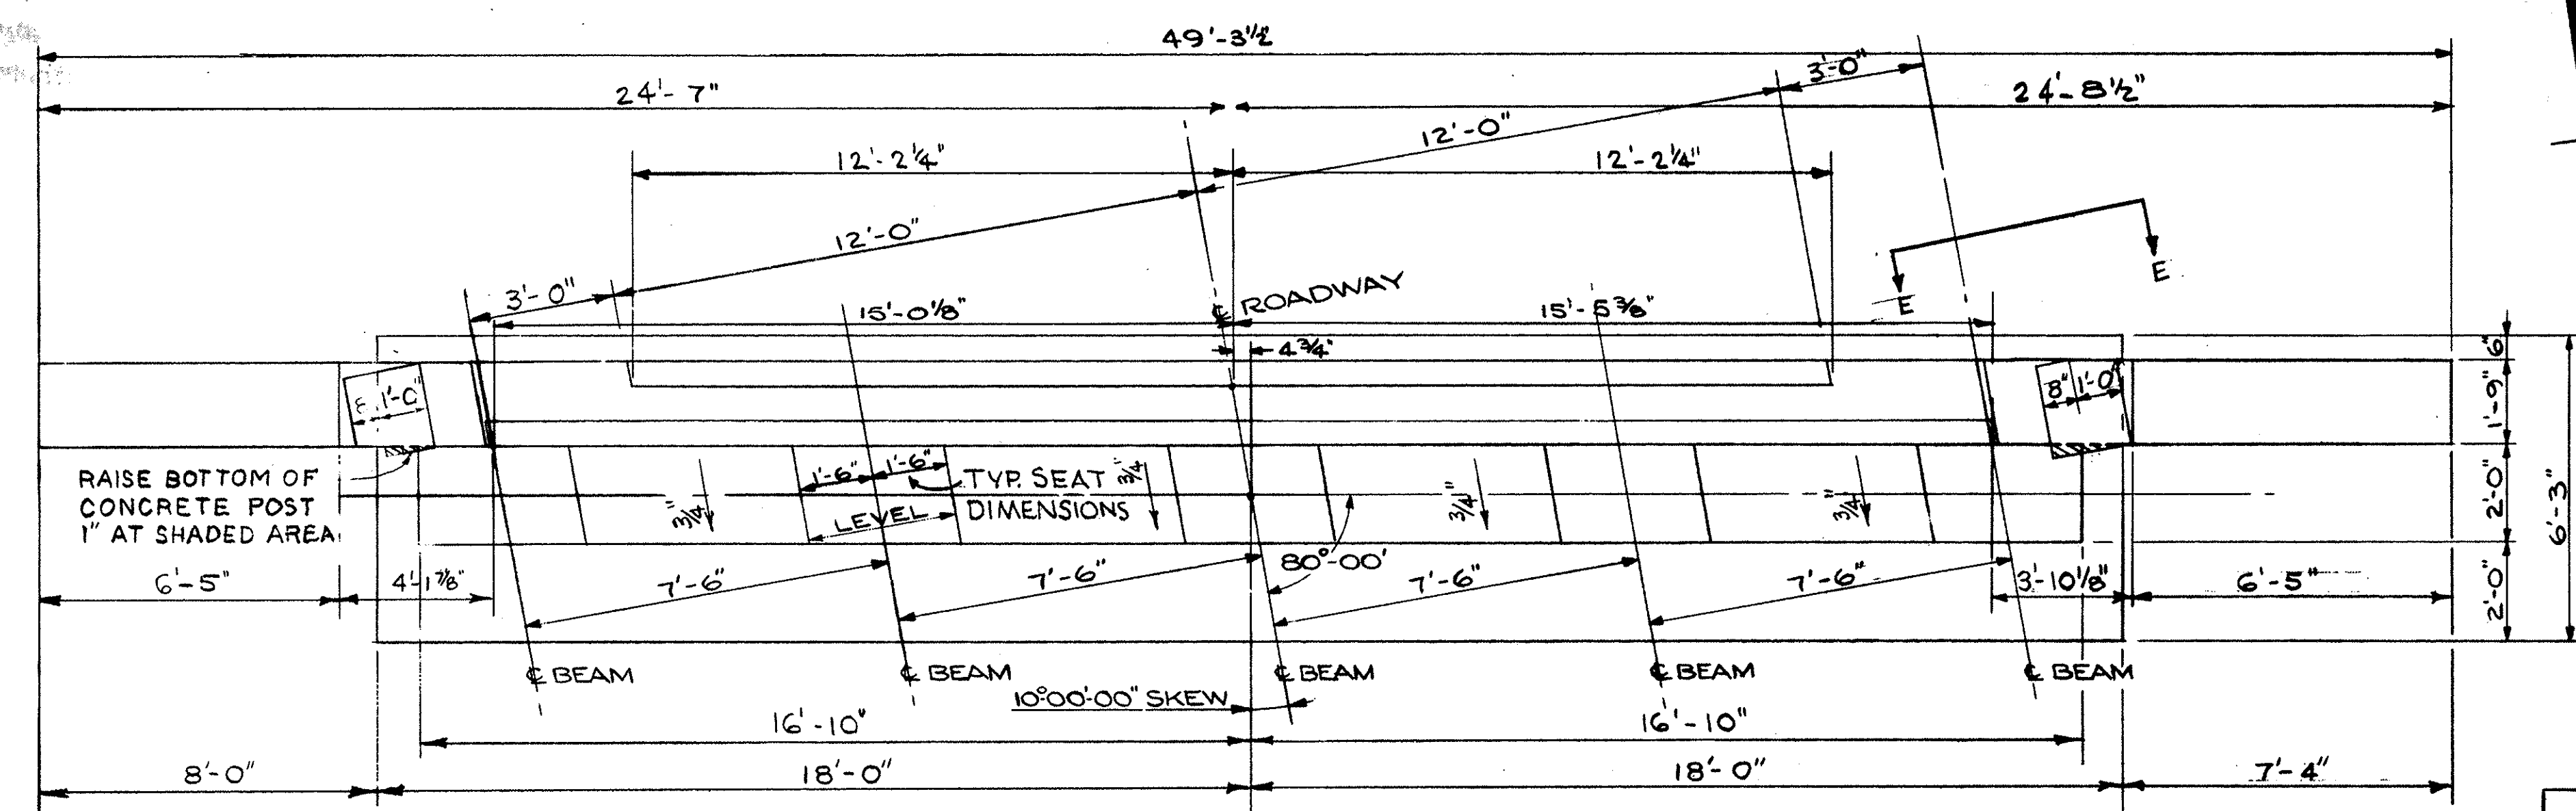 49'-3½"
24'-7"
24'-8½"
3'-0"
12'-0"
12'-2¼"
12'-2¼"
12'-0"
3'-0"
15'-0⅛"
℄ ROADWAY
15'-5⅜"
E
E
4¾"
6"
1'-0"
8"
1'-0"
1'-9"
RAISE BOTTOM OF
CONCRETE POST
1" AT SHADED AREA
1'-6"
1'-6"
TYP. SEAT
DIMENSIONS
LEVEL
¾"
¾"
¾"
¾"
2'-0"
6'-3"
80°-00'
6'-5"
4'-1⅞"
7'-6"
7'-6"
7'-6"
7'-6"
3'-10⅛"
6'-5"
2'-0"
℄ BEAM
℄ BEAM
℄ BEAM
℄ BEAM
℄ BEAM
10°00'-00" SKEW
16'-10"
16'-10"
8'-0"
18'-0"
18'-0"
7'-4"